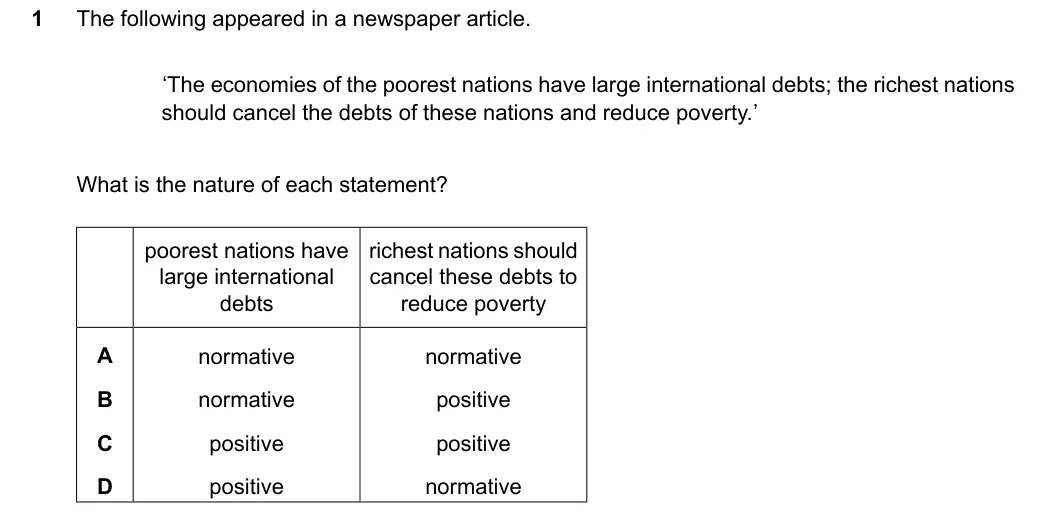 1 The following appeared in a newspaper article.
‘The economies of the poorest nations have large international debts; the richest nations
should cancel the debts of these nations and reduce poverty.’
What is the nature of each statement?
poorest nations have richest nations should
large international cancel these debts to
debts reduce poverty
A normative normative
B normative positive
C positive positive
D positive normative